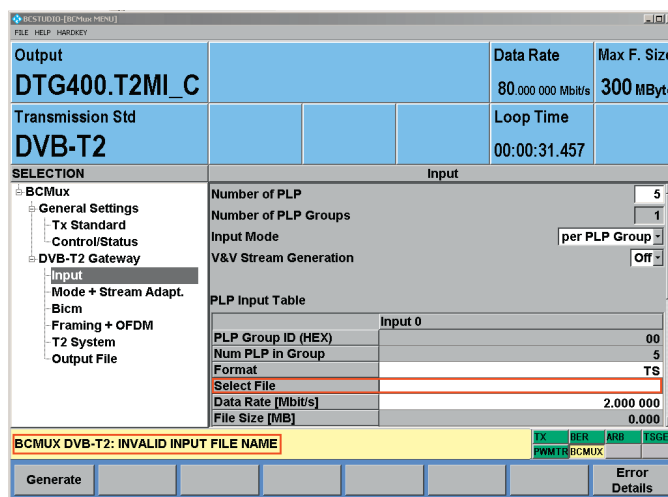 BCSTUDIO-[BCMux MENU]
FILE HELP HARDKEY
Output
DTG400.T2MI_C
Data Rate
80.000 000 Mbit/s
Max F. Size
300 MByt
Transmission Std
DVB-T2
Loop Time
00:00:31.457
SELECTION
Input
BCMux
General Settings
Tx Standard
Control/Status
DVB-T2 Gateway
Input
Mode + Stream Adapt.
Bicm
Framing + OFDM
T2 System
Output File
Number of PLP 5
Number of PLP Groups 1
Input Mode per PLP Group
V&V Stream Generation Off
PLP Input Table
Input 0
PLP Group ID (HEX) 00
Num PLP in Group 5
Format TS
Select File
Data Rate [Mbit/s] 2.000 000
File Size [MB] 0.000
BCMUX DVB-T2: INVALID INPUT FILE NAME
TX BER ARB TSGE
PWMTR BCMUX
Generate
Error
Details